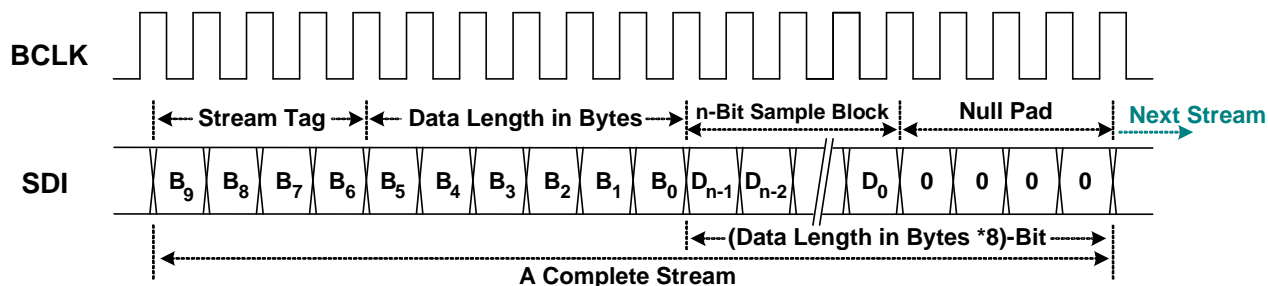 BCLK
Stream Tag Data Length in Bytes n-Bit Sample Block Null Pad Next Stream
SDI B9 B8 B7 B6 B5 B4 B3 B2 B1 B0 Dn-1 Dn-2 D0 0 0 0 0
(Data Length in Bytes *8)-Bit
A Complete Stream